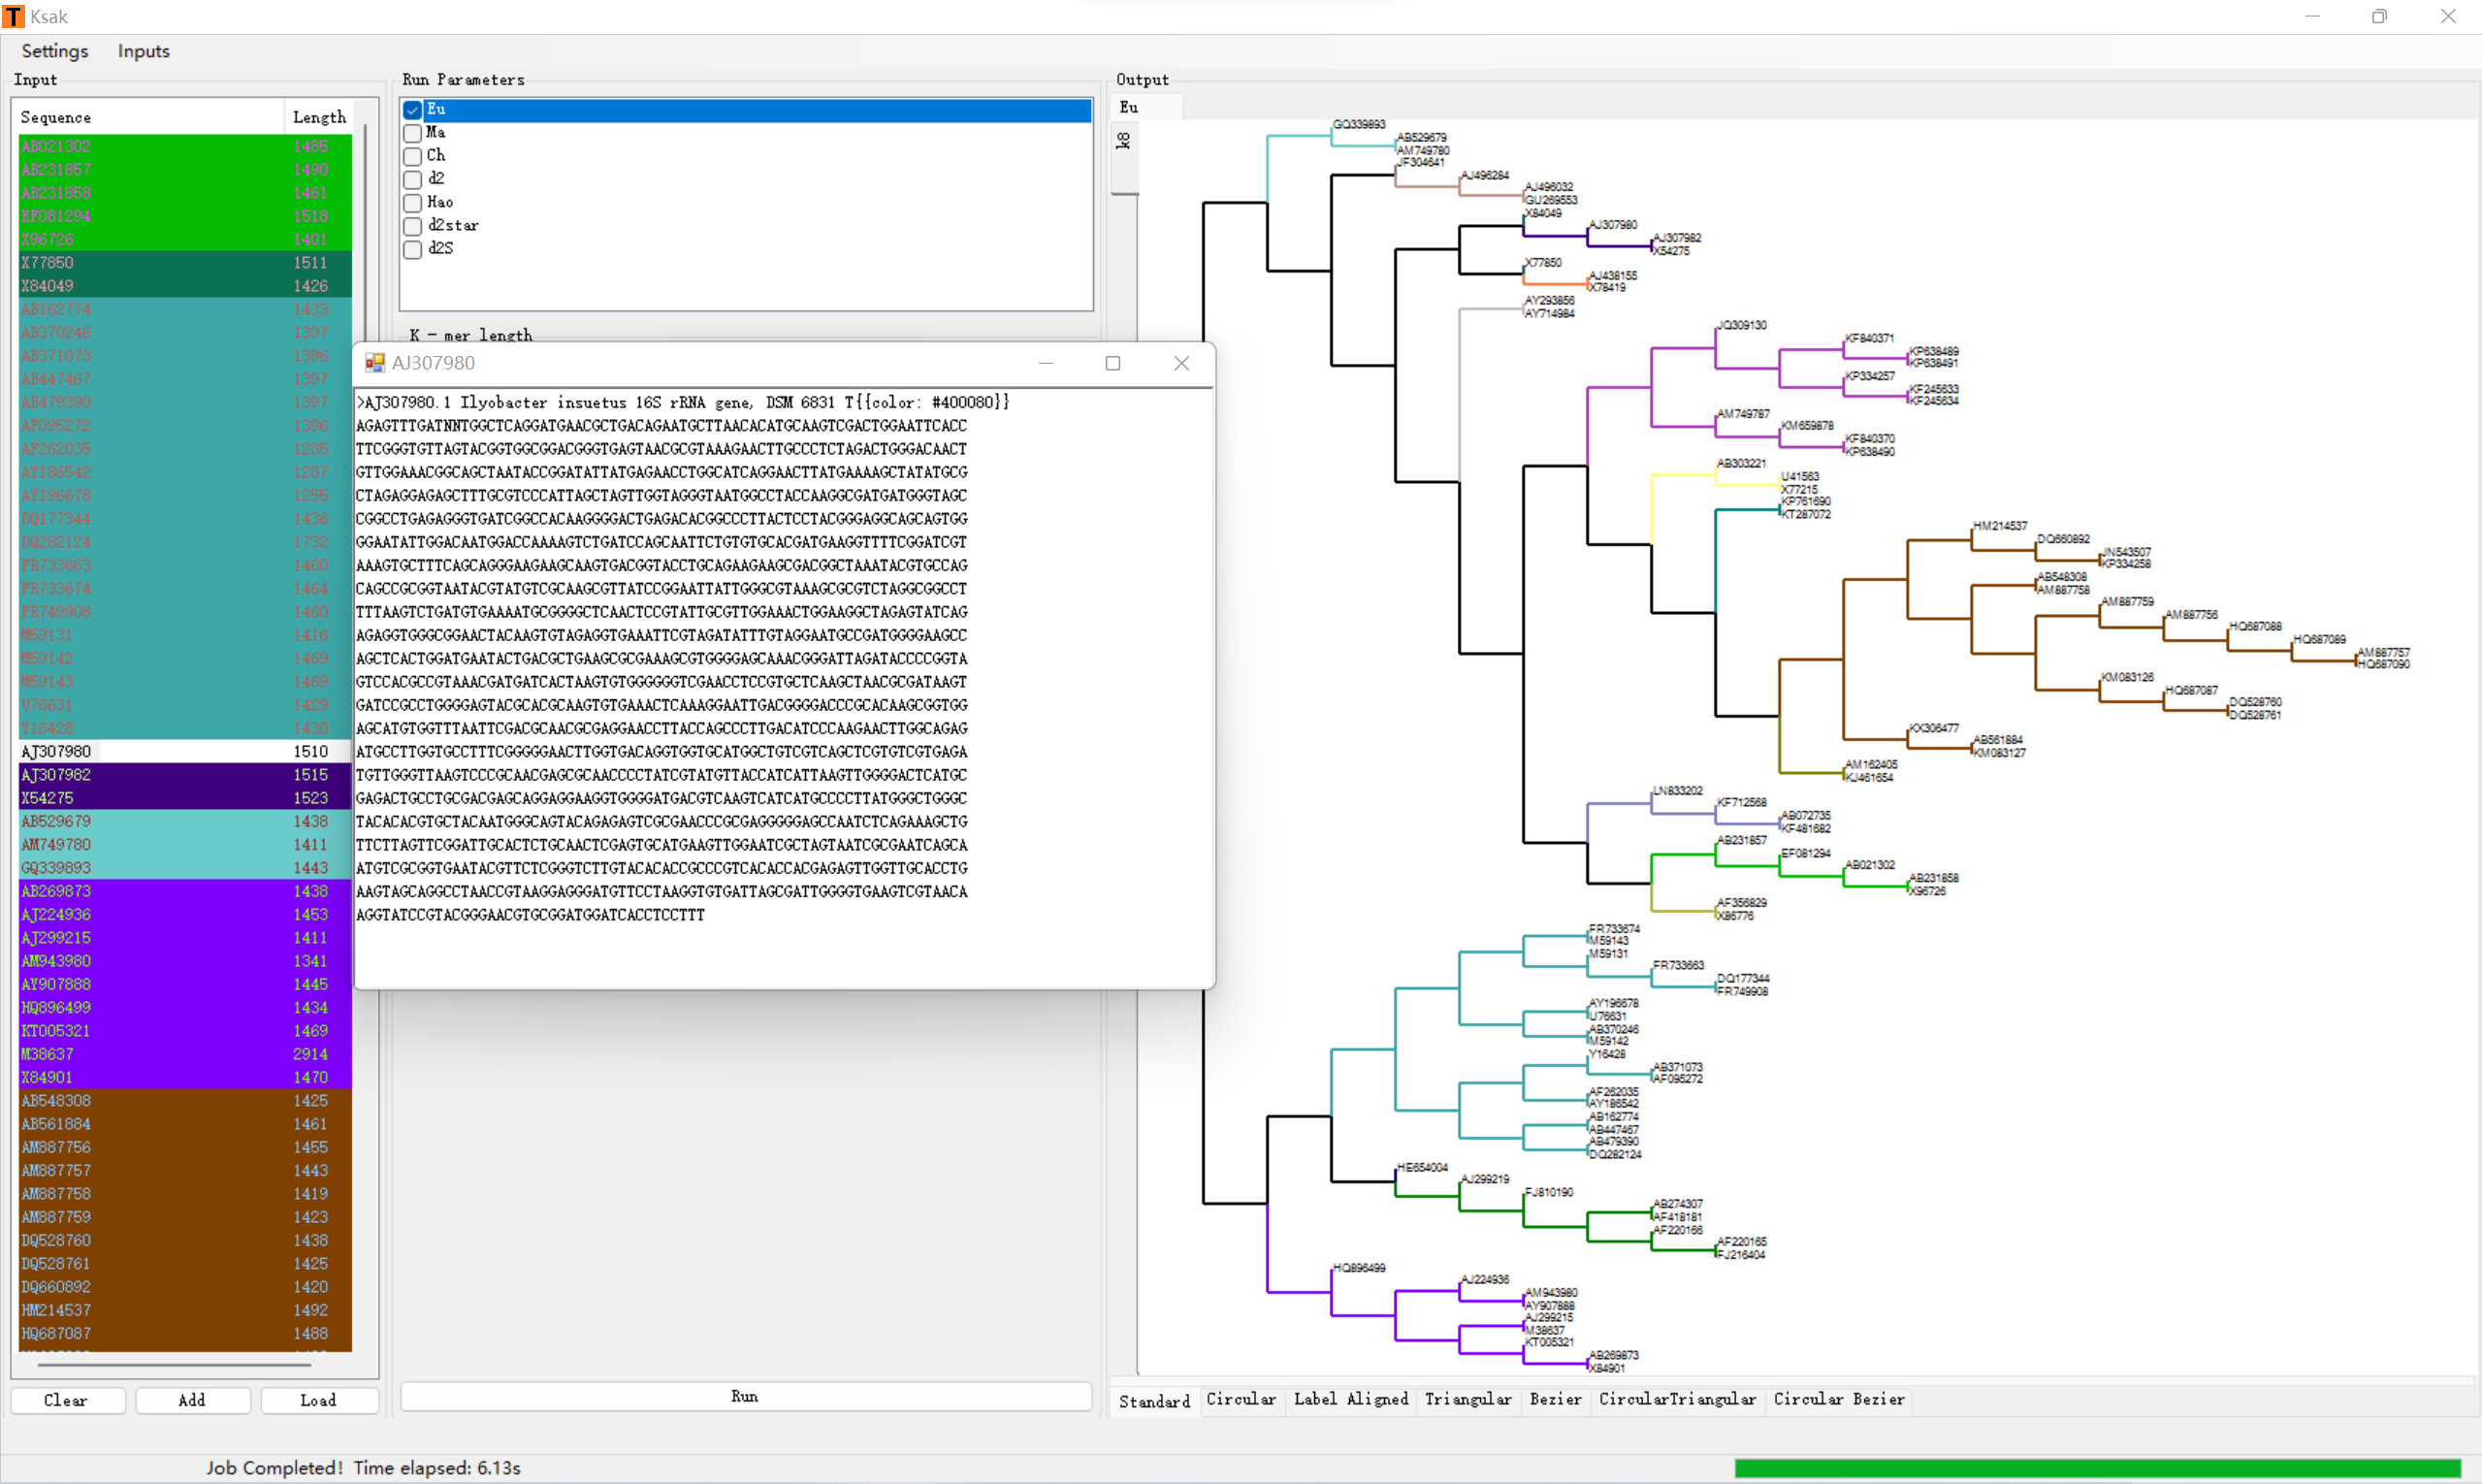 Ksak
Settings Inputs
Input
Sequence Length
AB021302 1485
AB231857 1490
AB231858 1461
EF081294 1518
X96726 1401
X77850 1511
X84049 1426
AB162774 1433
AB370246 1397
AB371073 1396
AB447467 1397
AB479390 1397
AF095272 1396
AF262035 1285
AY186542 1287
AY196678 1255
DQ177344 1436
DQ282124 1732
FR733663 1460
FR733674 1464
FR749908 1460
M59131 1416
M59142 1469
M59143 1469
U76631 1429
Y16428 1430
AJ307980 1510
AJ307982 1515
X54275 1523
AB529679 1438
AM749780 1411
GQ339893 1443
AB269873 1438
AJ224936 1453
AJ299215 1411
AM943980 1341
AY907888 1445
HQ896499 1434
KT005321 1469
M38637 2914
X84901 1470
AB548308 1425
AB561884 1461
AM887756 1455
AM887757 1443
AM887758 1419
AM887759 1423
DQ528760 1438
DQ528761 1425
DQ660892 1420
HM214537 1492
HQ687087 1488
Clear Add Load
Run Parameters
Eu
Ma
Ch
d2
Hao
d2star
d2S
K - mer length
AJ307980
>AJ307980.1 Ilyobacter insuetus 16S rRNA gene, DSM 6831 T{{color: #400080}}
AGAGTTTGATNNTGGCTCAGGATGAACGCTGACAGAATGCTTAACACATGCAAGTCGACTGGAATTCACC
TTCGGGTGTTAGTACGGTGGCGGACGGGTGAGTAACGCGTAAAGAACTTGCCCTCTAGACTGGGACAACT
GTTGGAAACGGCAGCTAATACCGGATATTATGAGAACCTGGCATCAGGAACTTATGAAAAGCTATATGCG
CTAGAGGAGAGCTTTGCGTCCCATTAGCTAGTTGGTAGGGTAATGGCCTACCAAGGCGATGATGGGTAGC
CGGCCTGAGAGGGTGATCGGCCACAAGGGGACTGAGACACGGCCCTTACTCCTACGGGAGGCAGCAGTGG
GGAATATTGGACAATGGACCAAAAGTCTGATCCAGCAATTCTGTGTGCACGATGAAGGTTTTCGGATCGT
AAAGTGCTTTCAGCAGGGAAGAAGCAAGTGACGGTACCTGCAGAAGAAGCGACGGCTAAATACGTGCCAG
CAGCCGCGGTAATACGTATGTCGCAAGCGTTATCCGGAATTATTGGGCGTAAAGCGCGTCTAGGCGGCCT
TTTAAGTCTGATGTGAAAATGCGGGGCTCAACTCCGTATTGCGTTGGAAACTGGAAGGCTAGAGTATCAG
AGAGGTGGGCGGAACTACAAGTGTAGAGGTGAAATTCGTAGATATTTGTAGGAATGCCGATGGGGAAGCC
AGCTCACTGGATGAATACTGACGCTGAAGCGCGAAAGCGTGGGGAGCAAACGGGATTAGATACCCCGGTA
GTCCACGCCGTAAACGATGATCACTAAGTGTGGGGGGTCGAACCTCCGTGCTCAAGCTAACGCGATAAGT
GATCCGCCTGGGGAGTACGCACGCAAGTGTGAAACTCAAAGGAATTGACGGGGACCCGCACAAGCGGTGG
AGCATGTGGTTTAATTCGACGCAACGCGAGGAACCTTACCAGCCCTTGACATCCCAAGAACTTGGCAGAG
ATGCCTTGGTGCCTTTCGGGGGAACTTGGTGACAGGTGGTGCATGGCTGTCGTCAGCTCGTGTCGTGAGA
TGTTGGGTTAAGTCCCGCAACGAGCGCAACCCCTATCGTATGTTACCATCATTAAGTTGGGGACTCATGC
GAGACTGCCTGCGACGAGCAGGAGGAAGGTGGGGATGACGTCAAGTCATCATGCCCCTTATGGGCTGGGC
TACACACGTGCTACAATGGGCAGTACAGAGAGTCGCGAACCCGCGAGGGGGAGCCAATCTCAGAAAGCTG
TTCTTAGTTCGGATTGCACTCTGCAACTCGAGTGCATGAAGTTGGAATCGCTAGTAATCGCGAATCAGCA
ATGTCGCGGTGAATACGTTCTCGGGTCTTGTACACACCGCCCGTCACACCACGAGAGTTGGTTGCACCTG
AAGTAGCAGGCCTAACCGTAAGGAGGGATGTTCCTAAGGTGTGATTAGCGATTGGGGTGAAGTCGTAACA
AGGTATCCGTACGGGAACGTGCGGATGGATCACCTCCTTT
Run
Output
Eu
k8
GQ339893
AB529679
AM749780
JF304641
AJ496284
AJ496032
GU269553
X84049
AJ307980
AJ307982
X54275
X77850
AJ438155
X78419
AY293856
AY714984
JQ309130
KF840371
KP638489
KP638491
KP334257
KF245633
KF245634
AM749787
KM659878
KF840370
KP638490
AB303221
U41563
X77215
KP761690
KT287072
HM214537
DQ660892
JN543507
KP334258
AB548308
AM887758
AM887759
AM887756
HQ687088
HQ687089
AM887757
HQ687090
KM083126
HQ687087
DQ528760
DQ528761
KX306477
AB561884
KM083127
AM162405
KJ461654
LN833202
KF712568
AB072735
KF481682
AB231857
EF081294
AB021302
AB231858
X96726
AF356829
X86776
FR733674
M59143
M59131
FR733663
DQ177344
FR749908
AY196678
U76631
AB370246
M59142
Y16428
AB371073
AF095272
AF262035
AY186542
AB162774
AB447467
AB479390
DQ282124
HE654004
AJ299219
FJ810190
AB274307
AF418181
AF220166
AF220165
FJ216404
HQ896499
AJ224936
AM943980
AY907888
AJ299215
M38637
KT005321
AB269873
X84901
Standard Circular Label Aligned Triangular Bezier CircularTriangular Circular Bezier
Job Completed! Time elapsed: 6.13s